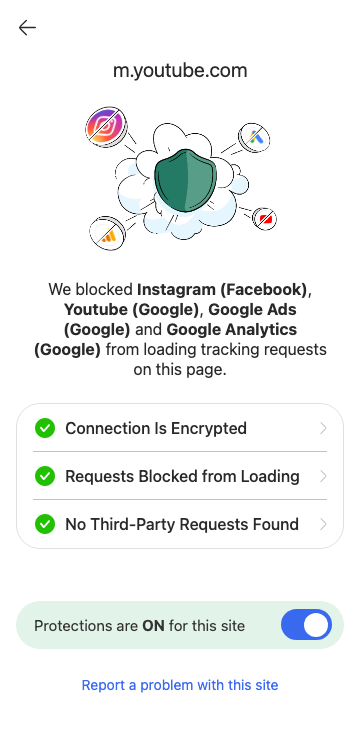 m.youtube.com
We blocked Instagram (Facebook),
Youtube (Google), Google Ads
(Google) and Google Analytics
(Google) from loading tracking requests
on this page.
Connection Is Encrypted
Requests Blocked from Loading
No Third-Party Requests Found
Protections are ON for this site
Report a problem with this site